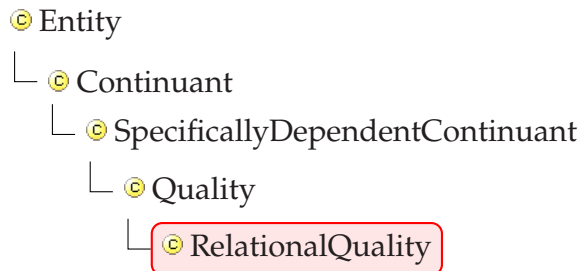 © Entity
© Continuant
© SpecificallyDependentContinuant
© Quality
© RelationalQuality